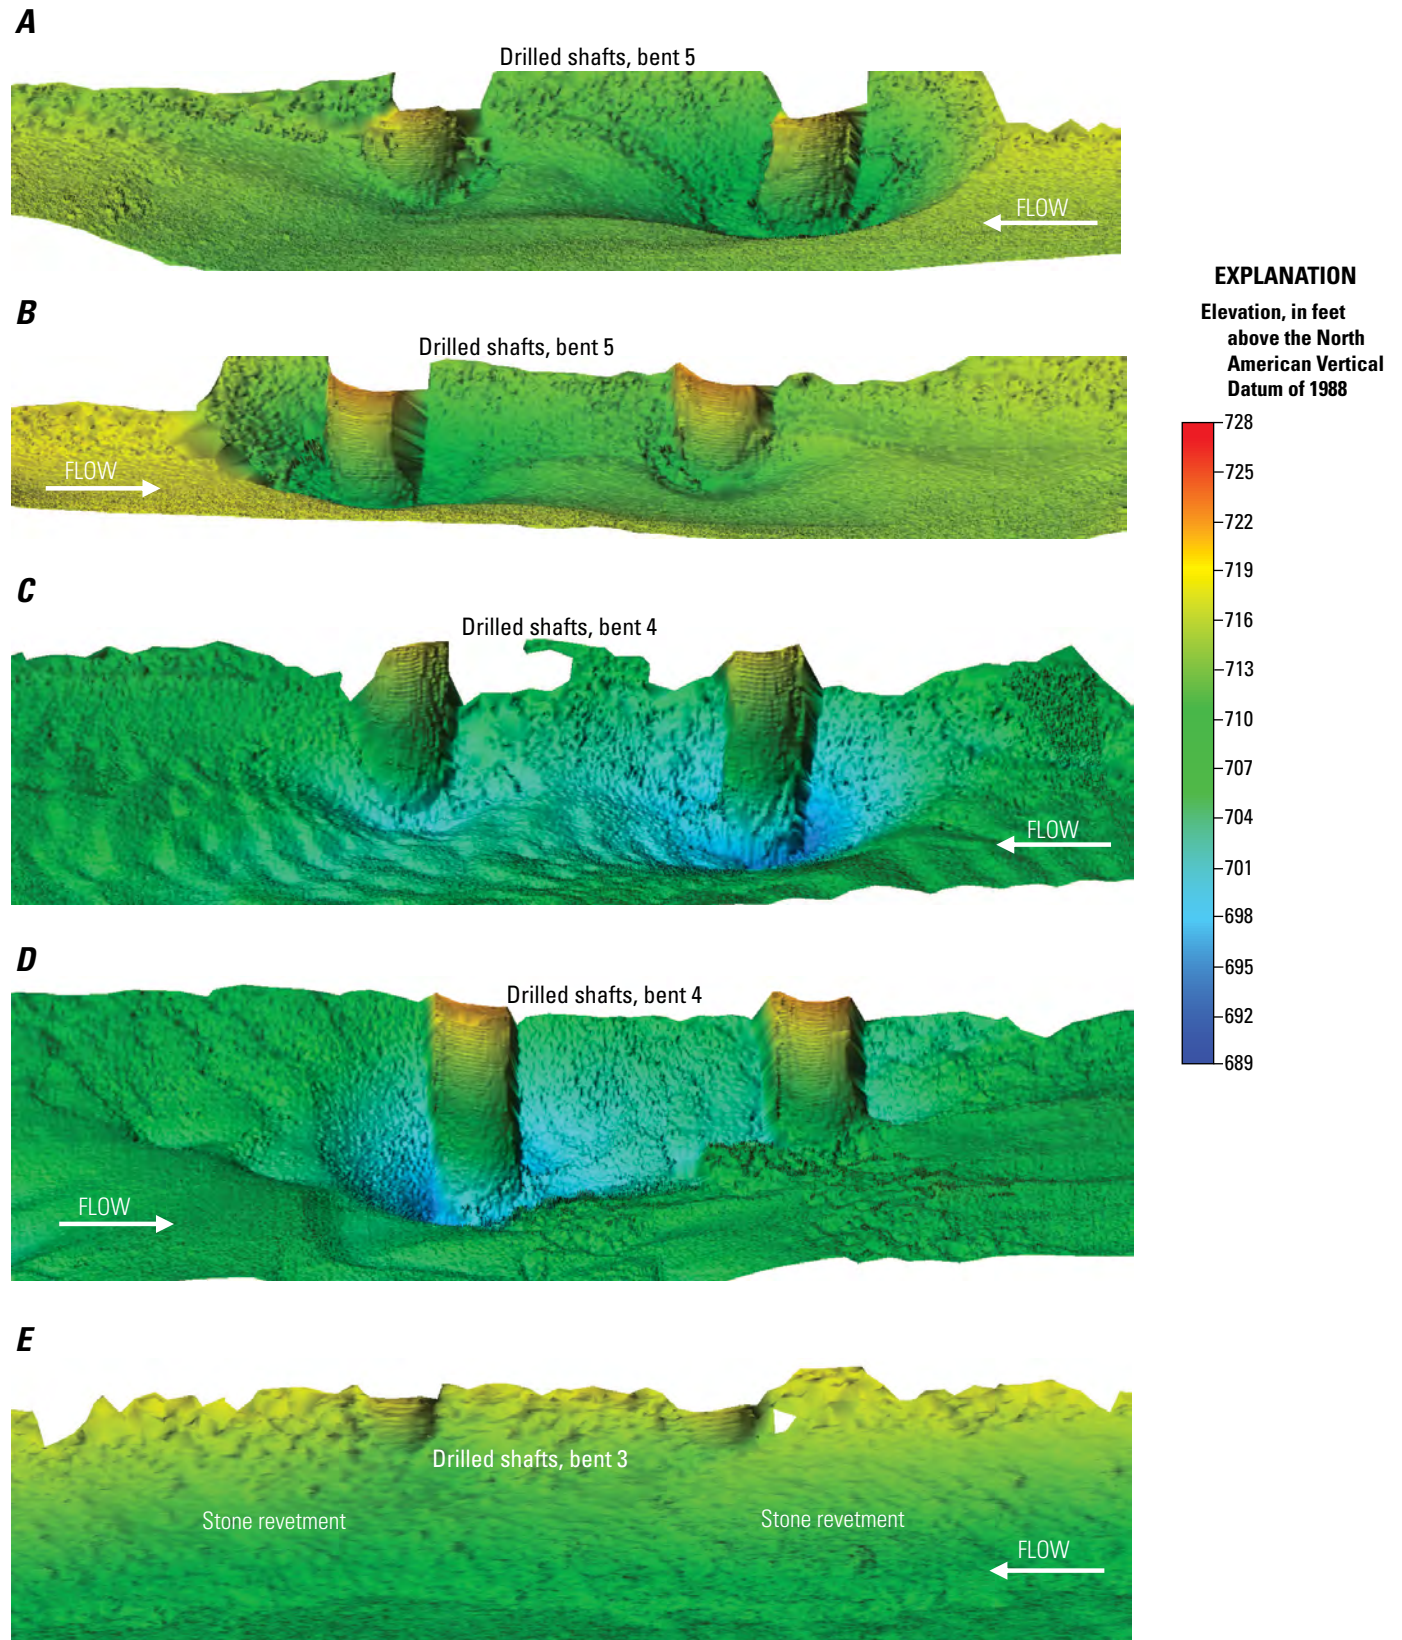 A
Drilled shafts, bent 5
FLOW
B
Drilled shafts, bent 5
FLOW
C
Drilled shafts, bent 4
FLOW
D
Drilled shafts, bent 4
FLOW
E
Drilled shafts, bent 3
Stone revetment
Stone revetment
FLOW
EXPLANATION
Elevation, in feet
above the North
American Vertical
Datum of 1988
728
725
722
719
716
713
710
707
704
701
698
695
692
689